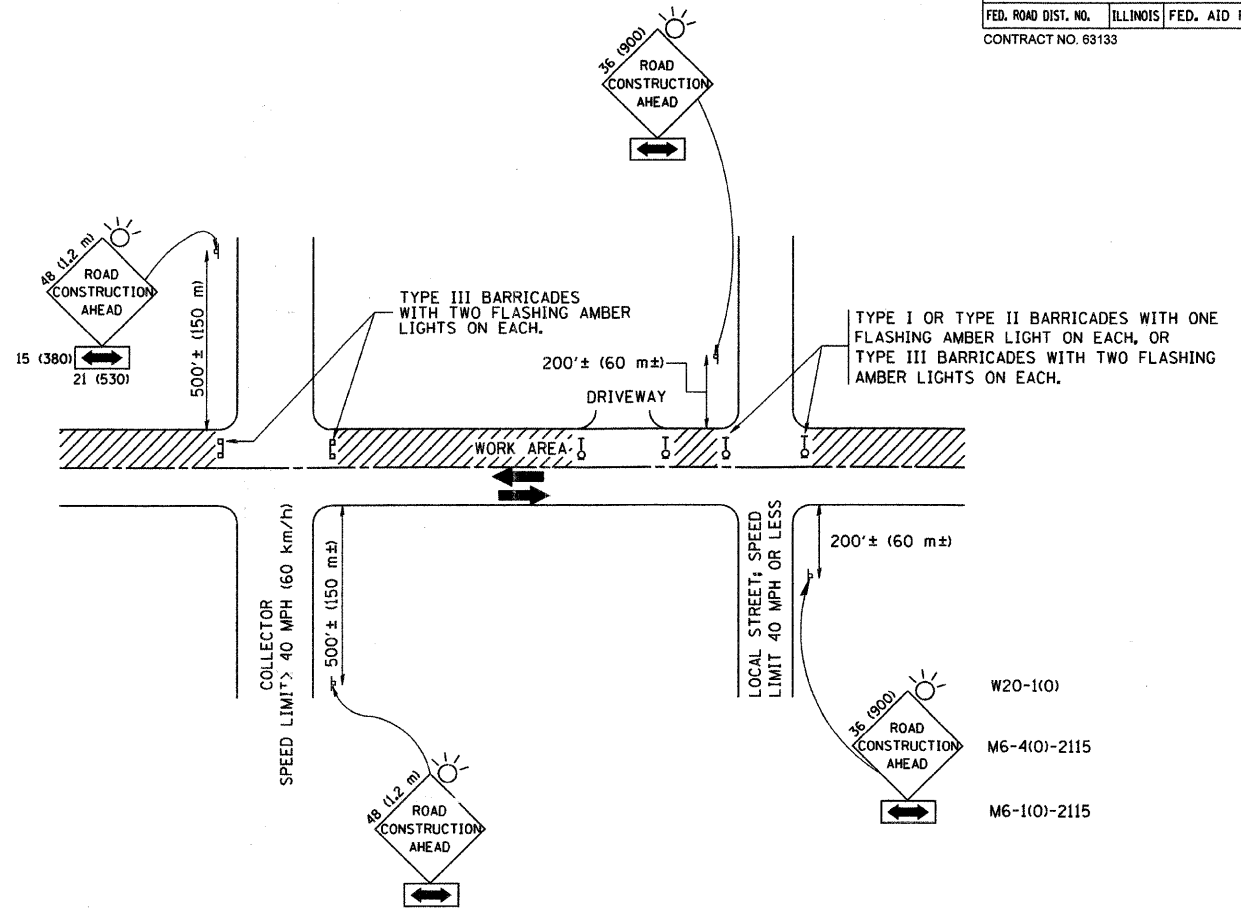 FED. ROAD DIST. NO. ILLINOIS FED. AID
CONTRACT NO. 63133
36 (900)
ROAD
CONSTRUCTION
AHEAD
48 (1.2 m)
ROAD
CONSTRUCTION
AHEAD
15 (380)
21 (530)
500'± (150 m)
TYPE III BARRICADES
WITH TWO FLASHING AMBER
LIGHTS ON EACH.
200'± (60 m±)
DRIVEWAY
TYPE I OR TYPE II BARRICADES WITH ONE
FLASHING AMBER LIGHT ON EACH, OR
TYPE III BARRICADES WITH TWO FLASHING
AMBER LIGHTS ON EACH.
WORK AREA
COLLECTOR
SPEED LIMIT> 40 MPH (60 km/h)
500'± (150 m±)
LOCAL STREET; SPEED
LIMIT 40 MPH OR LESS
200'± (60 m±)
48 (1.2 m)
ROAD
CONSTRUCTION
AHEAD
36 (900)
ROAD
CONSTRUCTION
AHEAD
W20-1(O)
M6-4(O)-2115
M6-1(O)-2115